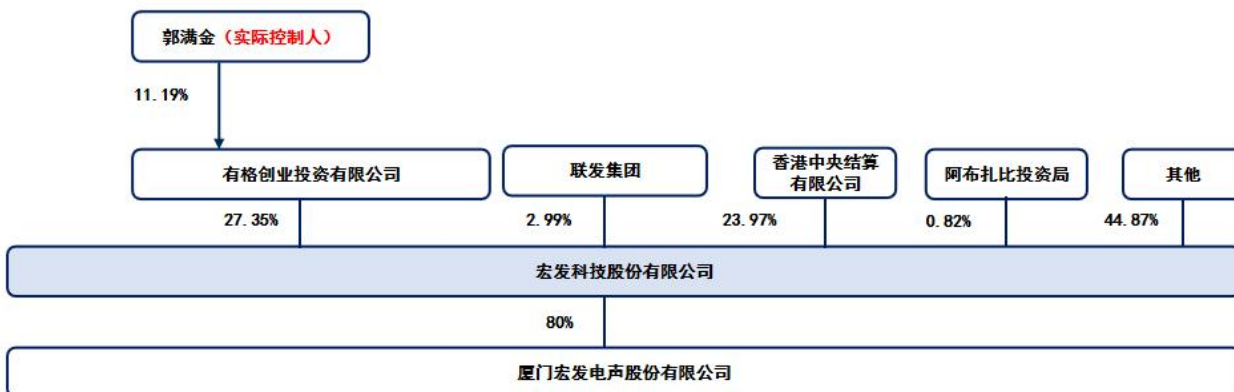 郭满金（实际控制人）
11.19%
有格创业投资有限公司
联发集团
香港中央结算
有限公司
阿布扎比投资局
其他
27.35%
2.99%
23.97%
0.82%
44.87%
宏发科技股份有限公司
80%
厦门宏发电声股份有限公司